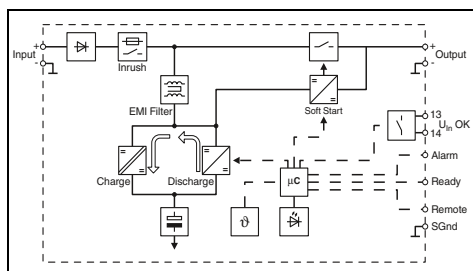 Input
+
-
Inrush
+
-
Output
EMI Filter
Soft Start
13
14
UIn OK
Charge
Discharge
µC
ϑ
Alarm
Ready
Remote
SGnd